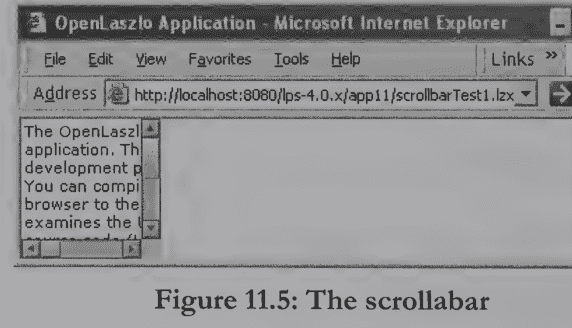 OpenLaszlo Application - Microsoft Internet Explorer
File Edit View Favorites Tools Help Links »
Address http://localhost:8080/lps-4.0.x/app11/scrollbarTest1.lzx
The OpenLaszl
application. Th
development p
You can compi
browser to the
examines the
Figure 11.5: The scrollabar